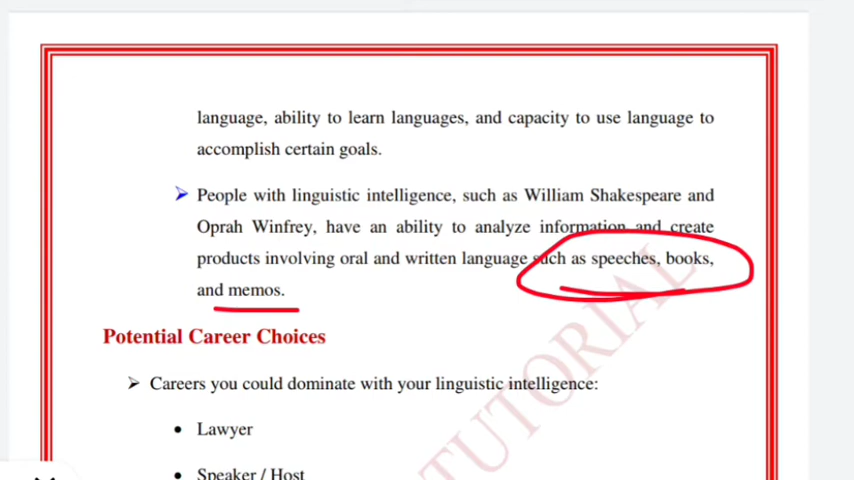 language, ability to learn languages, and capacity to use language to
accomplish certain goals.
➢ People with linguistic intelligence, such as William Shakespeare and
Oprah Winfrey, have an ability to analyze information and create
products involving oral and written language such as speeches, books,
and memos.
Potential Career Choices
➢ Careers you could dominate with your linguistic intelligence:
• Lawyer
• Speaker / Host
TUTORIAL